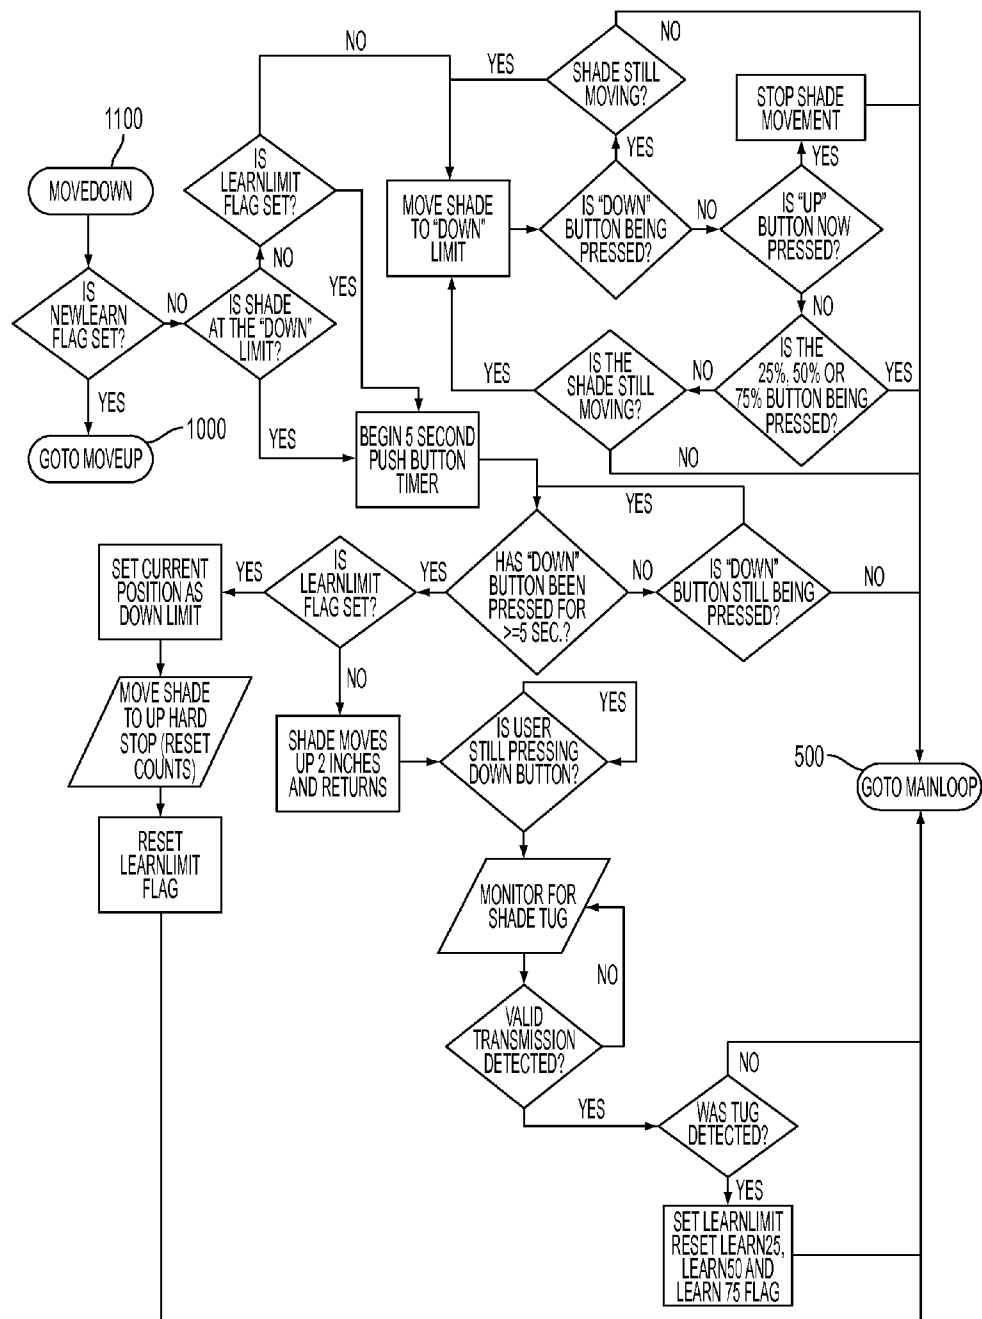 NO
NO
1100
IS
LEARNLIMIT
FLAG SET?
YES
SHADE STILL
MOVING?
STOP SHADE
MOVEMENT
YES
YES
MOVEDOWN
MOVE SHADE
TO "DOWN"
LIMIT
IS "DOWN"
BUTTON BEING
PRESSED?
NO
IS "UP"
BUTTON NOW
PRESSED?
NO
YES
NO
IS
NEWLEARN
FLAG SET?
NO
IS SHADE
AT THE "DOWN"
LIMIT?
YES
IS THE
SHADE STILL
MOVING?
NO
IS THE
25%, 50% OR
75% BUTTON BEING
PRESSED?
YES
YES
1000
GOTO MOVEUP
YES
BEGIN 5 SECOND
PUSH BUTTON
TIMER
NO
YES
SET CURRENT
POSITION AS
DOWN LIMIT
YES
IS
LEARNLIMIT
FLAG SET?
YES
HAS "DOWN"
BUTTON BEEN
PRESSED FOR
>=5 SEC.?
NO
IS "DOWN"
BUTTON STILL BEING
PRESSED?
NO
NO
MOVE SHADE
TO UP HARD
STOP (RESET
COUNTS)
SHADE MOVES
UP 2 INCHES
AND RETURNS
IS USER
STILL PRESSING
DOWN BUTTON?
YES
500
GOTO MAINLOOP
RESET
LEARNLIMIT
FLAG
MONITOR FOR
SHADE TUG
NO
VALID
TRANSMISSION
DETECTED?
YES
NO
WAS TUG
DETECTED?
YES
SET LEARNLIMIT
RESET LEARN25,
LEARN50 AND
LEARN 75 FLAG